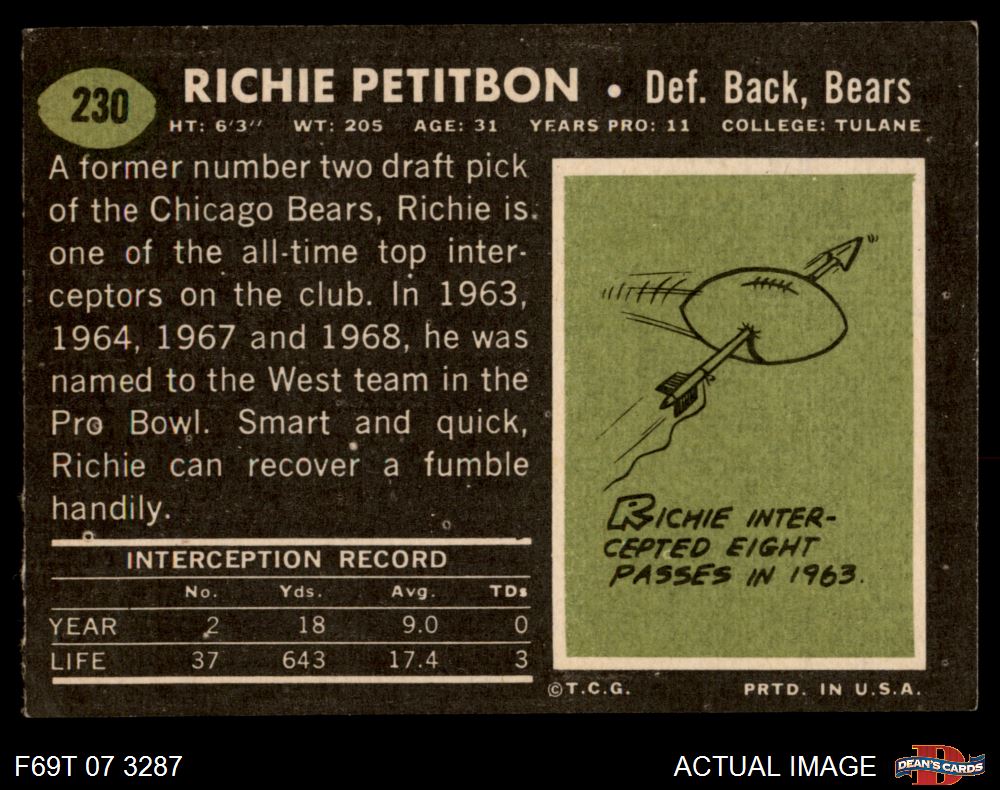 230
RICHIE PETITBON • Def. Back, Bears
HT: 6'3" WT: 205 AGE: 31 YEARS PRO: 11 COLLEGE: TULANE
A former number two draft pick
of the Chicago Bears, Richie is
one of the all-time top inter-
ceptors on the club. In 1963,
1964, 1967 and 1968, he was
named to the West team in the
Pro Bowl. Smart and quick,
Richie can recover a fumble
handily.
INTERCEPTION RECORD
No. Yds. Avg. TDs
YEAR 2 18 9.0 0
LIFE 37 643 17.4 3
RICHIE INTER-
CEPTED EIGHT
PASSES IN 1963.
©T.C.G. PRTD. IN U.S.A.
F69T 07 3287
ACTUAL IMAGE
D
DEAN'S CARDS